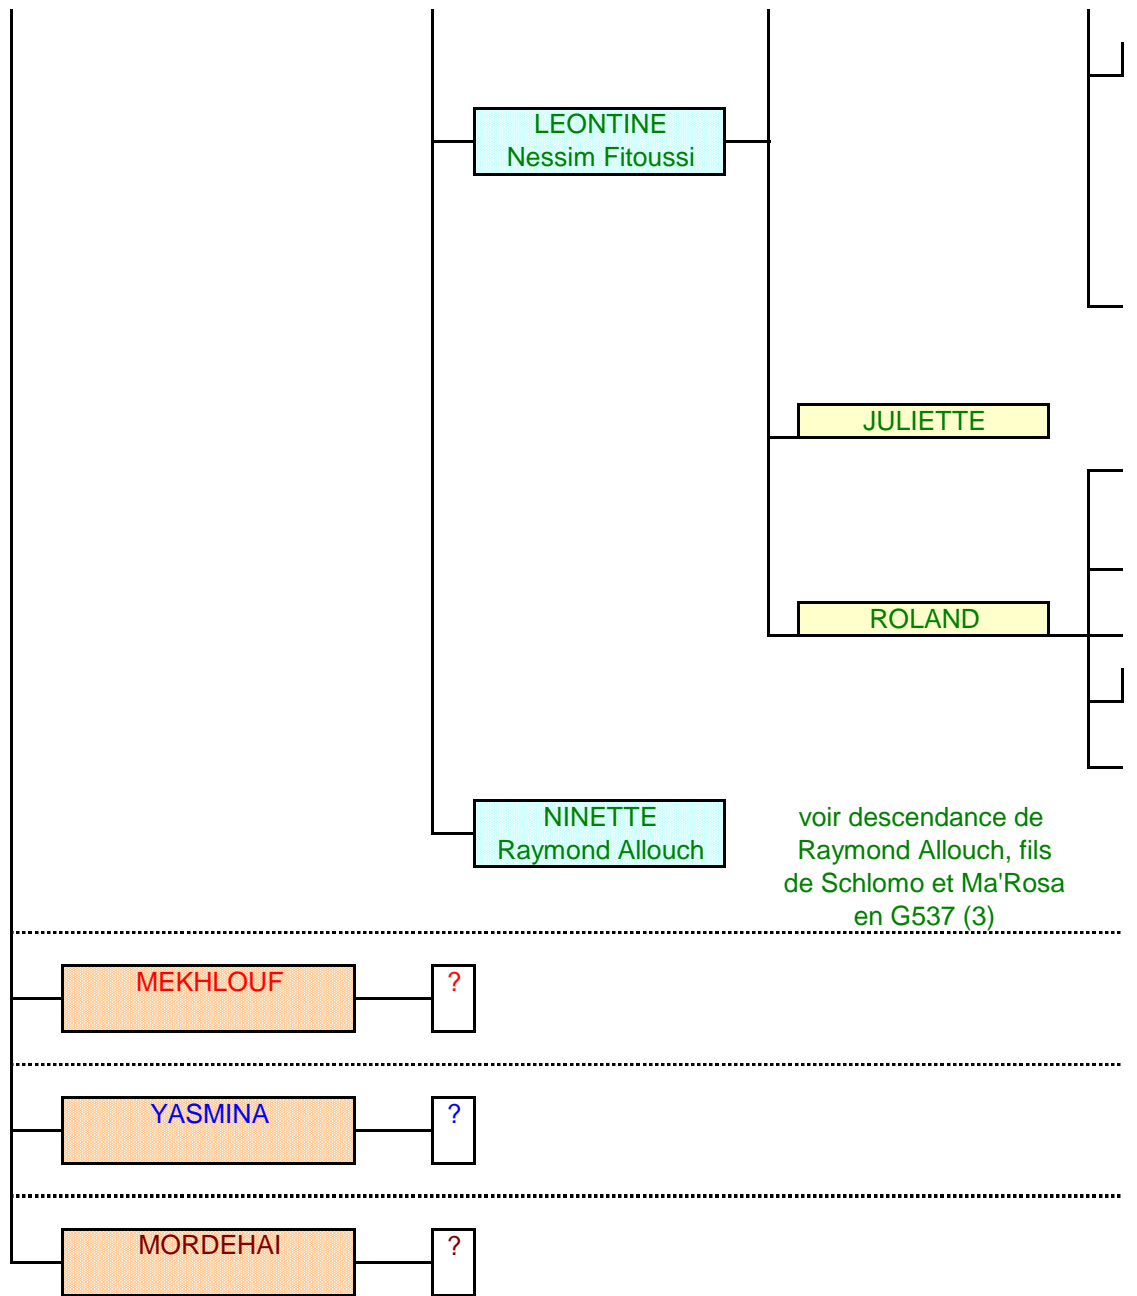 LEONTINE
Nessim Fitoussi
JULIETTE
ROLAND
NINETTE
Raymond Allouch
voir descendance de
Raymond Allouch, fils
de Schlomo et Ma'Rosa
en G537 (3)
MEKHLOUF
?
YASMINA
?
MORDEHAI
?